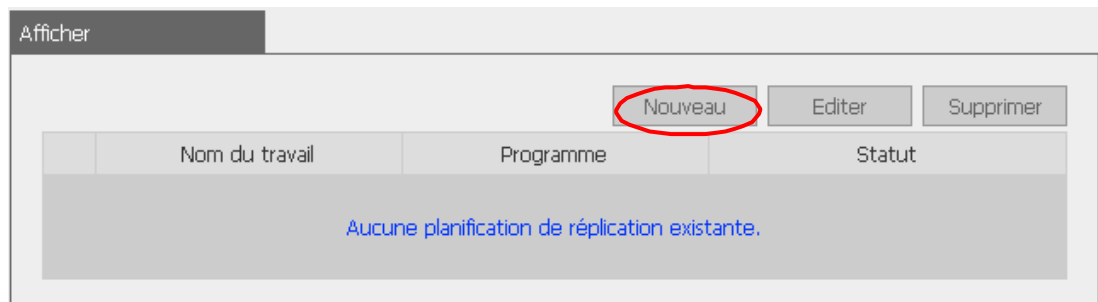 Afficher
Nouveau Editer Supprimer
Nom du travail Programme Statut
Aucune planification de réplication existante.